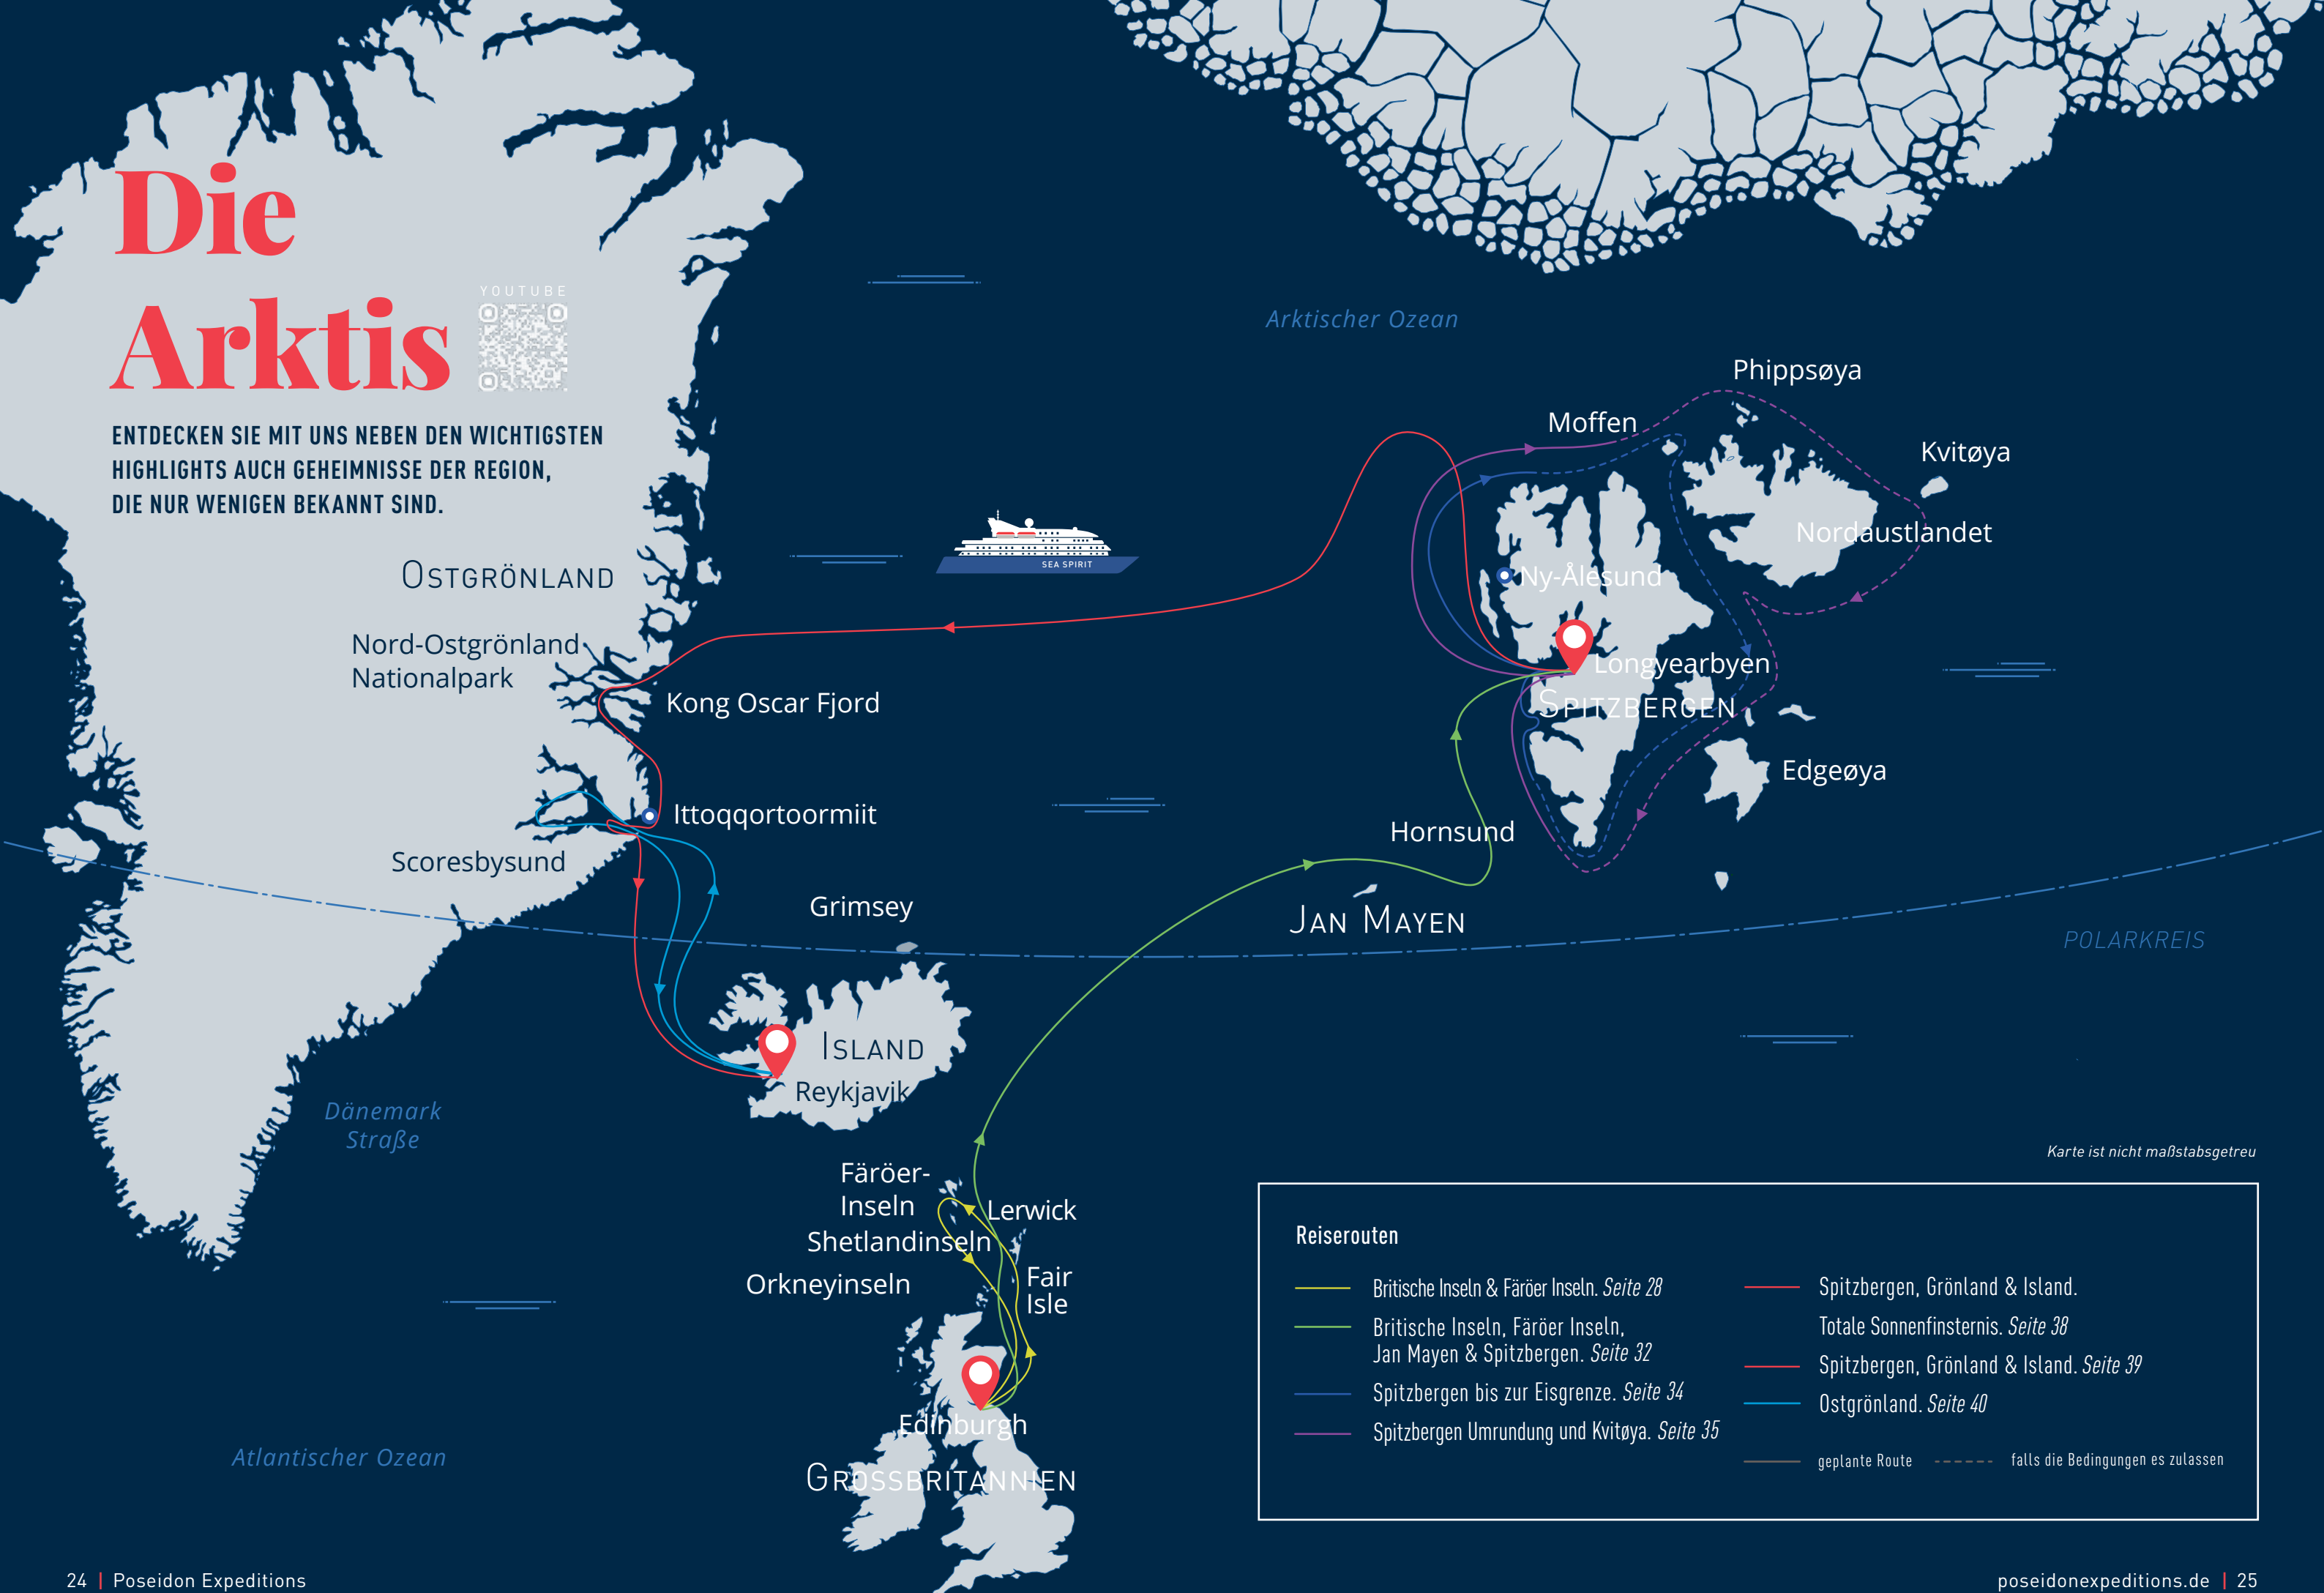 Die
Arktis
YOUTUBE
ENTDECKEN SIE MIT UNS NEBEN DEN WICHTIGSTEN
HIGHLIGHTS AUCH GEHEIMNISSE DER REGION,
DIE NUR WENIGEN BEKANNT SIND.
OSTGRÖNLAND
Nord-Ostgrönland
Nationalpark
Kong Oscar Fjord
Ittoqqortoormiit
Scoresbysund
Grimsey
ISLAND
Reykjavik
Dänemark
Straße
Atlantischer Ozean
SEA SPIRIT
Arktischer Ozean
Phippsøya
Moffen
Kvitøya
Nordaustlandet
Ny-Ålesund
Longyearbyen
SPITZBERGEN
Edgeøya
Hornsund
JAN MAYEN
POLARKREIS
Färöer-
Inseln
Lerwick
Shetlandinseln
Orkneyinseln
Fair
Isle
Edinburgh
GROSSBRITANNIEN
Karte ist nicht maßstabsgetreu
Reiserouten
Britische Inseln & Färöer Inseln. Seite 28
Britische Inseln, Färöer Inseln,
Jan Mayen & Spitzbergen. Seite 32
Spitzbergen bis zur Eisgrenze. Seite 34
Spitzbergen Umrundung und Kvitøya. Seite 35
Spitzbergen, Grönland & Island.
Totale Sonnenfinsternis. Seite 38
Spitzbergen, Grönland & Island. Seite 39
Ostgrönland. Seite 40
geplante Route
falls die Bedingungen es zulassen
24 | Poseidon Expeditions
poseidonexpeditions.de | 25